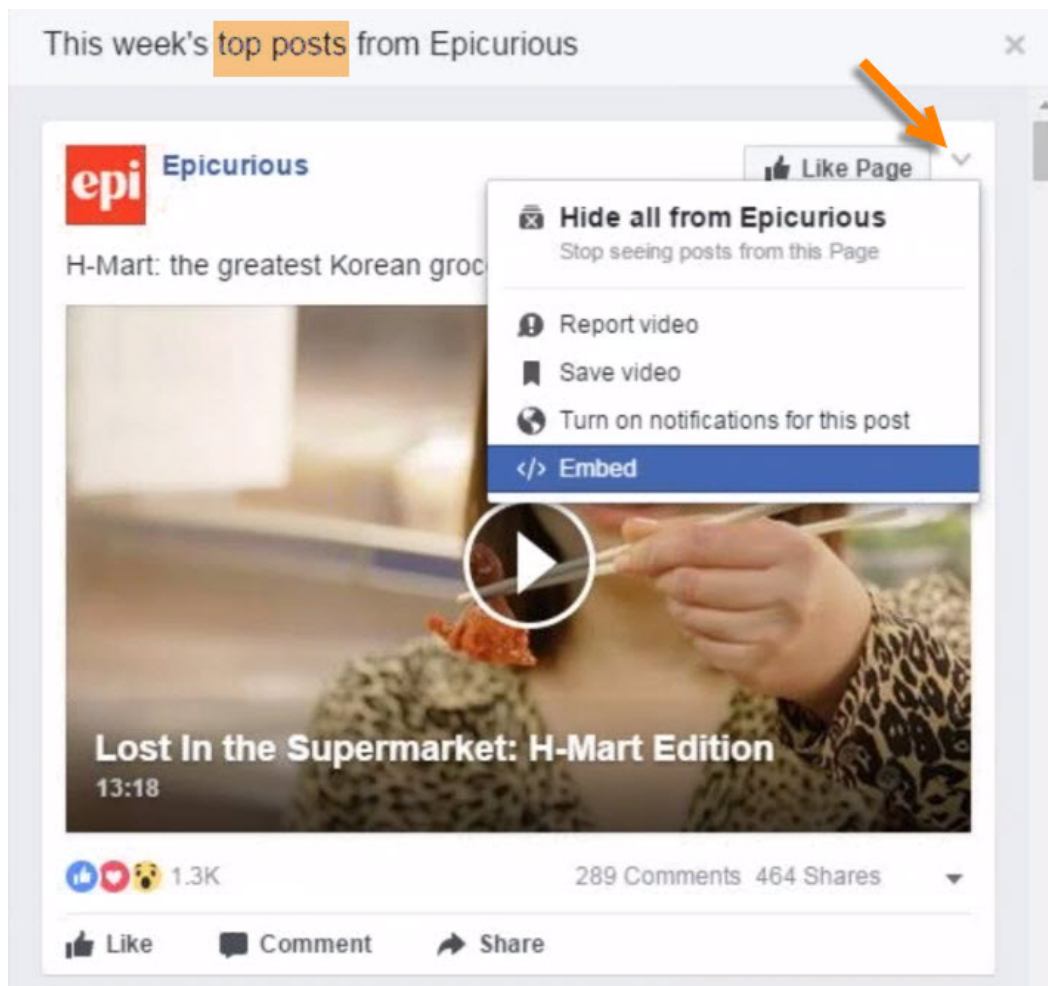 This week's top posts from Epicurious
epi
Epicurious
Like Page
Hide all from Epicurious
Stop seeing posts from this Page
H-Mart: the greatest Korean groc
Report video
Save video
Turn on notifications for this post
</> Embed
Lost In the Supermarket: H-Mart Edition
13:18
1.3K
289 Comments 464 Shares
Like Comment Share